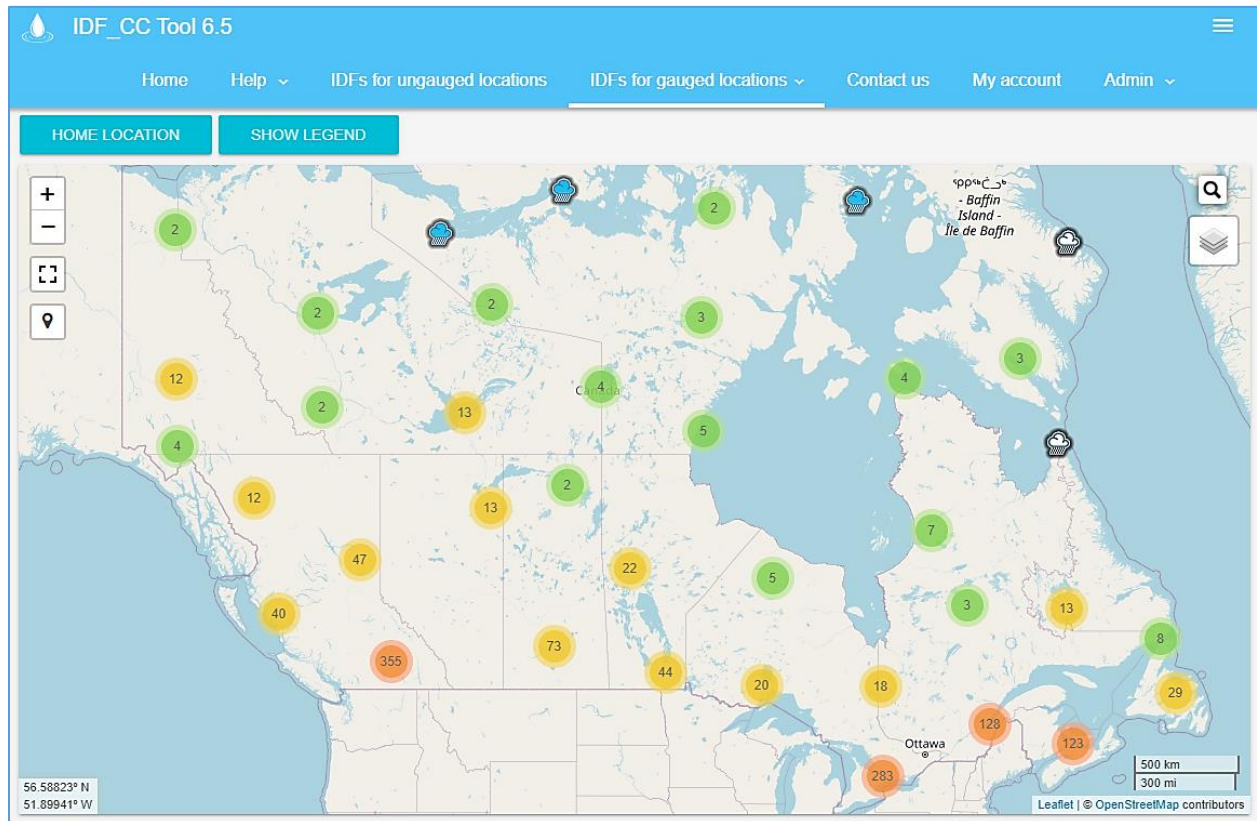 IDF_CC Tool 6.5
Home Help IDFs for ungauged locations IDFs for gauged locations Contact us My account Admin
HOME LOCATION SHOW LEGEND
+
−
2
2
ᕿᑭᖅᑖᓗᒃ
- Baffin
Island -
Île de Baffin
2
2
3
3
12
2
13
4
Canada
4
4
5
12
13
2
7
47
22
5
40
3
13
8
355
73
44
20
18
29
128
123
Ottawa
283
500 km
300 mi
56.58823° N
51.89941° W
Leaflet | © OpenStreetMap contributors